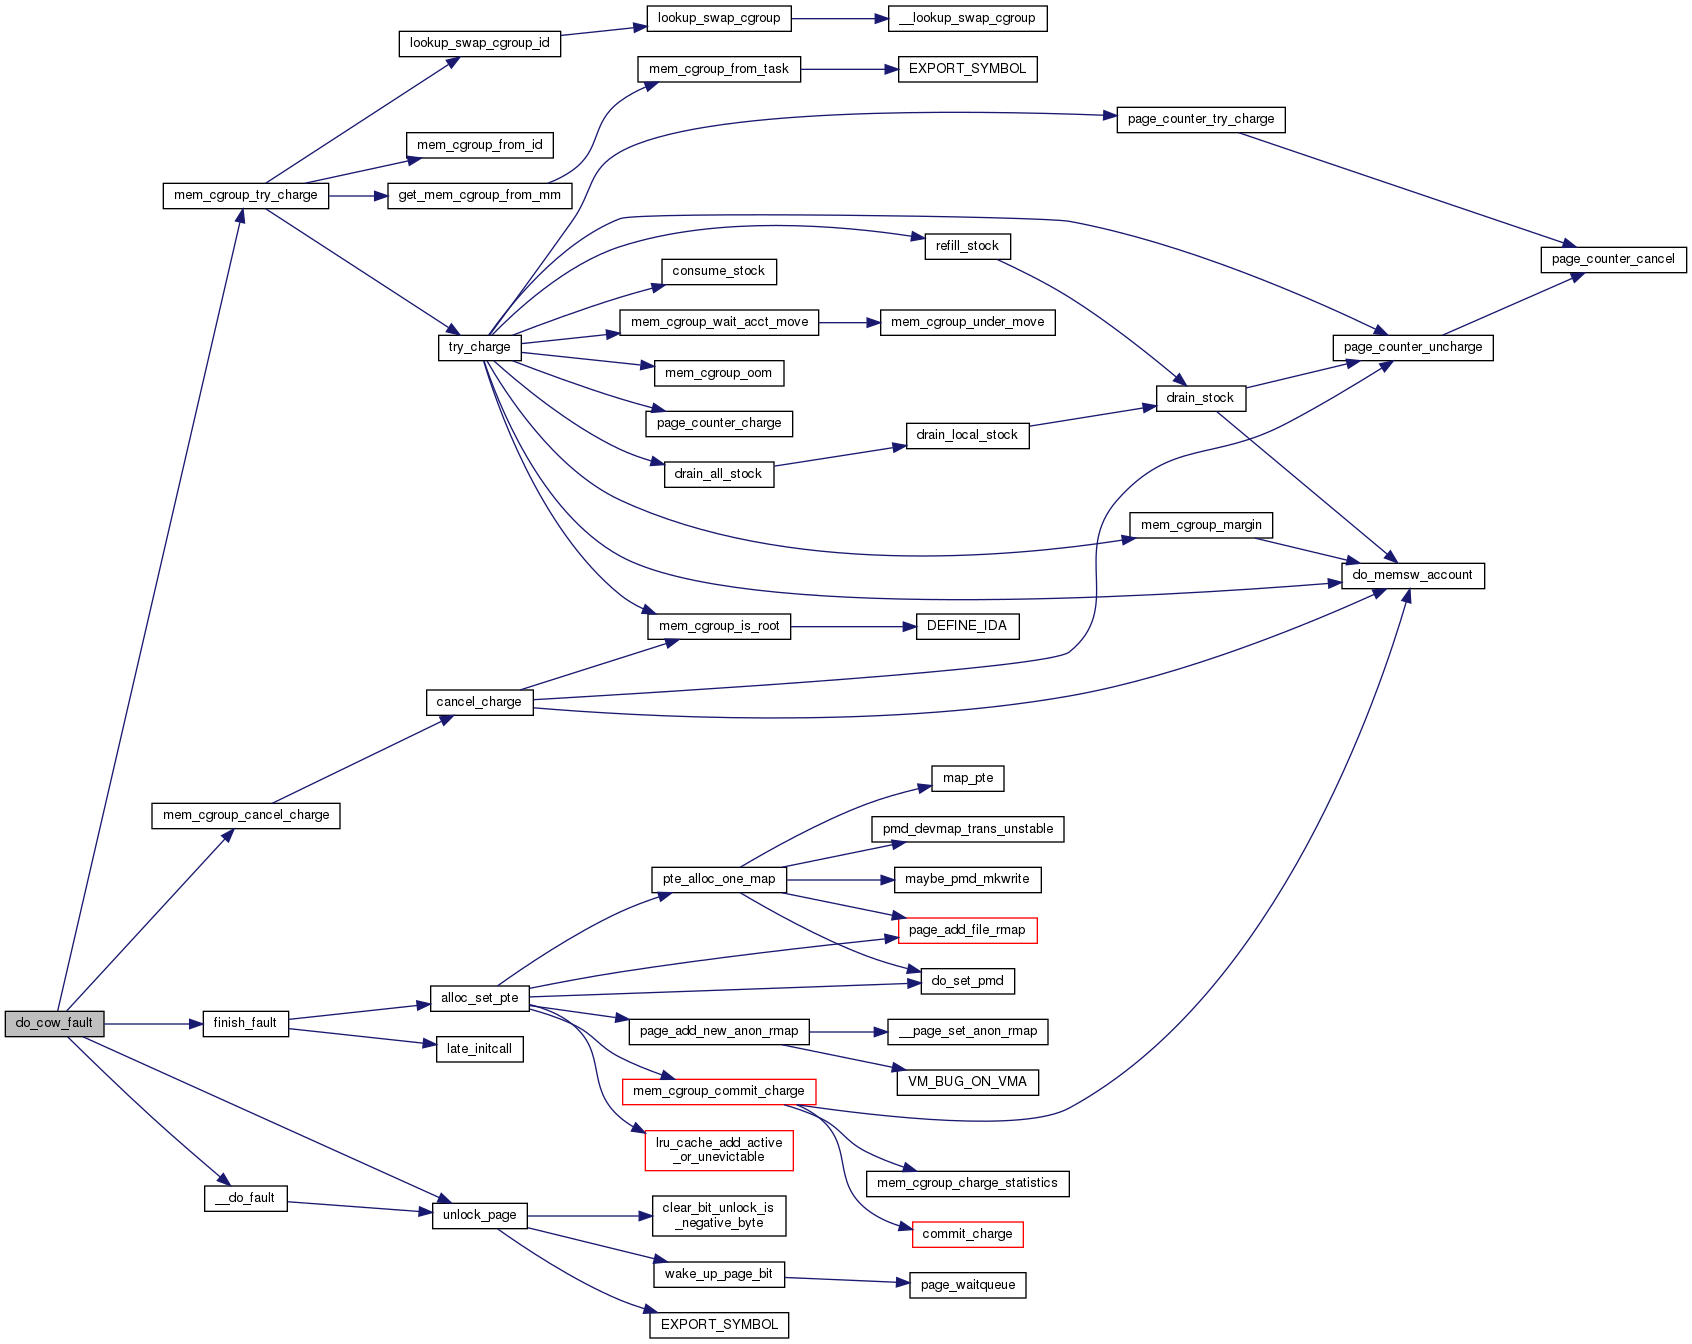 lookup_swap_cgroup
__lookup_swap_cgroup
lookup_swap_cgroup_id
mem_cgroup_from_task
EXPORT_SYMBOL
page_counter_try_charge
mem_cgroup_from_id
mem_cgroup_try_charge
get_mem_cgroup_from_mm
refill_stock
page_counter_cancel
consume_stock
mem_cgroup_wait_acct_move
mem_cgroup_under_move
try_charge
page_counter_uncharge
mem_cgroup_oom
drain_stock
page_counter_charge
drain_local_stock
drain_all_stock
mem_cgroup_margin
do_memsw_account
mem_cgroup_is_root
DEFINE_IDA
cancel_charge
map_pte
mem_cgroup_cancel_charge
pmd_devmap_trans_unstable
pte_alloc_one_map
maybe_pmd_mkwrite
page_add_file_rmap
do_set_pmd
alloc_set_pte
do_cow_fault
finish_fault
page_add_new_anon_rmap
__page_set_anon_rmap
late_initcall
VM_BUG_ON_VMA
mem_cgroup_commit_charge
lru_cache_add_active
_or_unevictable
mem_cgroup_charge_statistics
__do_fault
unlock_page
clear_bit_unlock_is
_negative_byte
commit_charge
wake_up_page_bit
page_waitqueue
EXPORT_SYMBOL